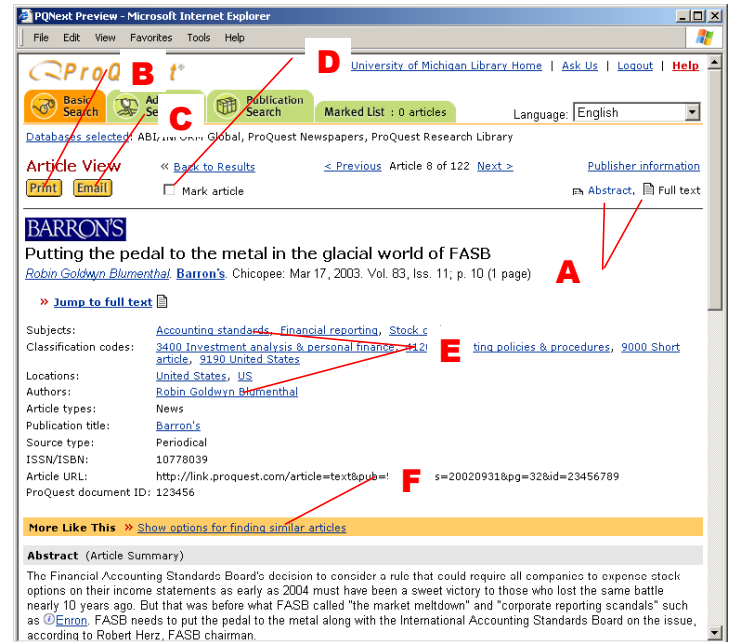 PQNext Preview - Microsoft Internet Explorer
File Edit View Favorites Tools Help
ProQ t® B D University of Michigan Library Home | Ask Us | Logout | Help
Basic Search Ad Se C Publication Search Marked List : 0 articles Language: English
Databases selected: ABI/INFORM Global, ProQuest Newspapers, ProQuest Research Library
Article View « Back to Results < Previous Article 8 of 122 Next > Publisher information
Print Email Mark article Abstract, Full text
BARRON'S
Putting the pedal to the metal in the glacial world of FASB
Robin Goldwyn Blumenthal. Barron's. Chicopee: Mar 17, 2003. Vol. 83, Iss. 11; p. 10 (1 page)
A
» Jump to full text
Subjects: Accounting standards, Financial reporting, Stock
Classification codes: 3400 Investment analysis & personal finance, E ting policies & procedures, 9000 Short
article, 9190 United States
Locations: United States, US
Authors: Robin Goldwyn Blumenthal
Article types: News
Publication title: Barron's
Source type: Periodical
ISSN/ISBN: 10778039
Article URL: http://link.proquest.com/article=text&pub= F s=20020931&pg=32&id=23456789
ProQuest document ID: 123456
More Like This » Show options for finding similar articles
Abstract (Article Summary)
The Financial Accounting Standards Board's decision to consider a rule that could require all companies to expense stock
options on their income statements as early as 2004 must have been a sweet victory to those who lost the same battle
nearly 10 years ago. But that was before what FASB called "the market meltdown" and "corporate reporting scandals" such
as Enron. FASB needs to put the pedal to the metal along with the International Accounting Standards Board on the issue,
according to Robert Herz, FASB chairman.